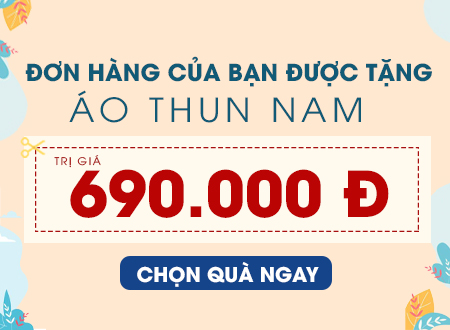 ĐƠN HÀNG CỦA BẠN ĐƯỢC TẶNG
ÁO THUN NAM
TRỊ GIÁ
690.000 Đ
CHỌN QUÀ NGAY